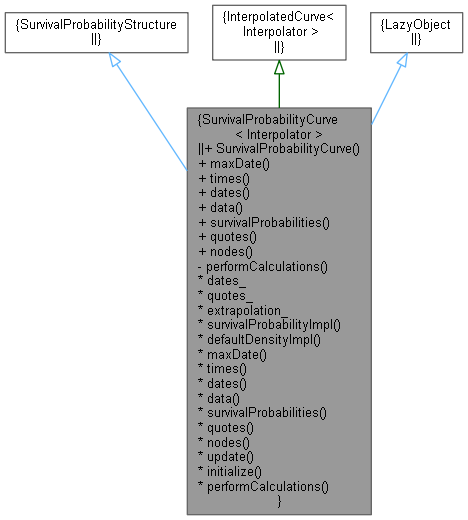 {SurvivalProbabilityStructure
||}
{InterpolatedCurve<
Interpolator >
||}
{LazyObject
||}
{SurvivalProbabilityCurve
< Interpolator >
||+ SurvivalProbabilityCurve()
+ maxDate()
+ times()
+ dates()
+ data()
+ survivalProbabilities()
+ quotes()
+ nodes()
- performCalculations()
* dates_
* quotes_
* extrapolation_
* survivalProbabilityImpl()
* defaultDensityImpl()
* maxDate()
* times()
* dates()
* data()
* survivalProbabilities()
* quotes()
* nodes()
* update()
* initialize()
* performCalculations()
}